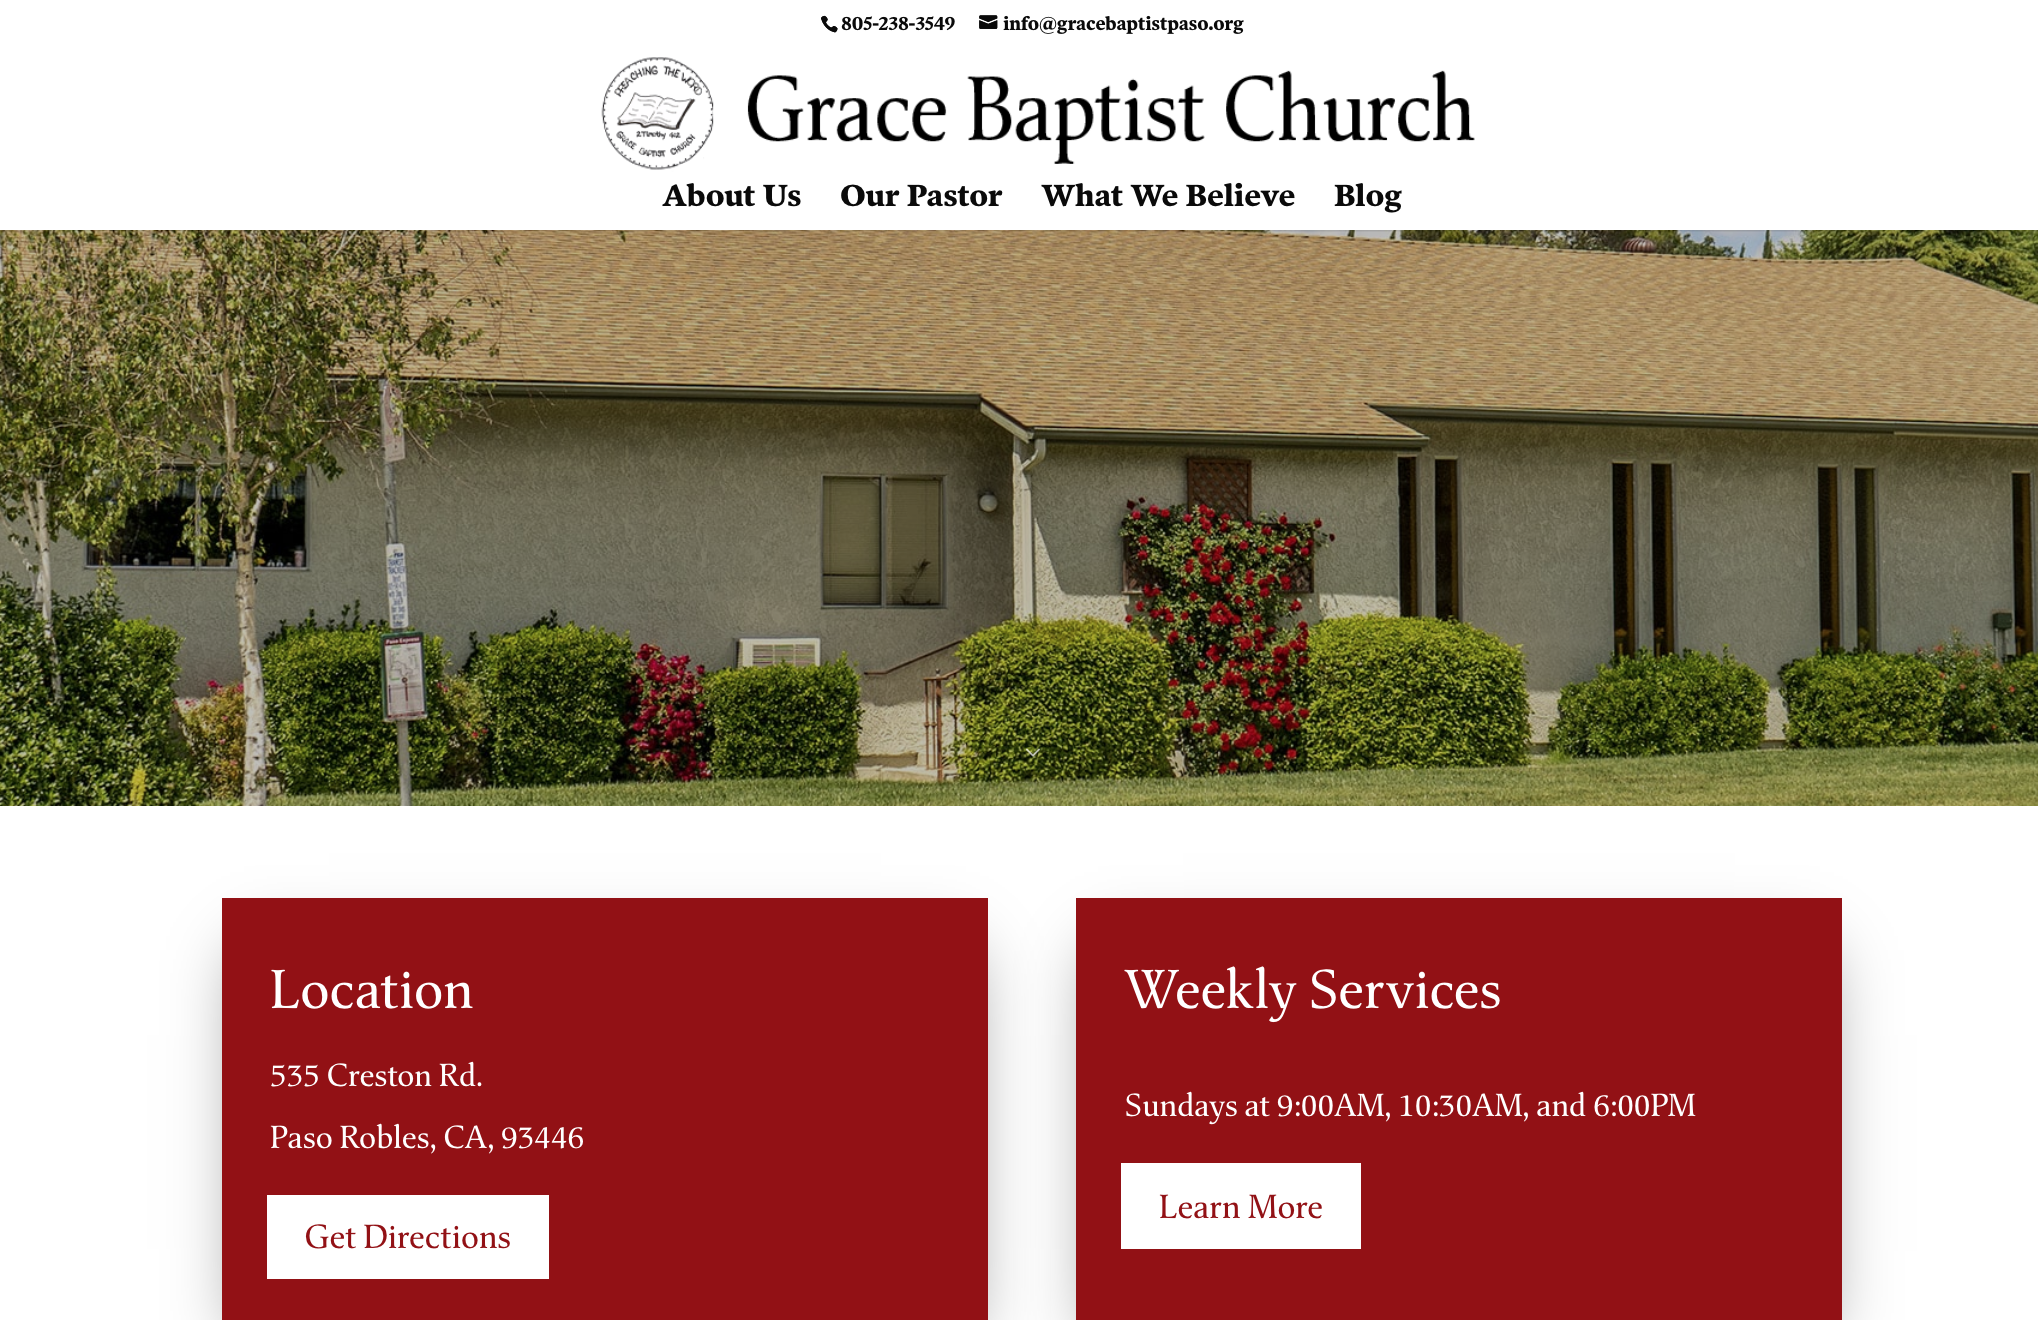 805-238-3549 info@gracebaptistpaso.org
PREACHING THE WORD
2 Timothy 4:2
GRACE BAPTIST CHURCH
Grace Baptist Church
About Us Our Pastor What We Believe Blog
Paso Express
Location
535 Creston Rd.
Paso Robles, CA, 93446
Get Directions
Weekly Services
Sundays at 9:00AM, 10:30AM, and 6:00PM
Learn More